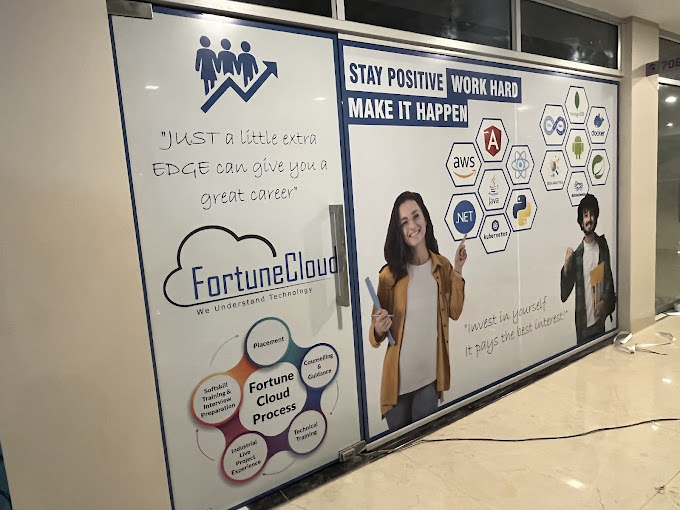 "JUST a little extra
EDGE can give you a
great career"
FortuneCloud
We Understand Technology
Placement
Counselling
&
Guidance
Technical
Training
Industrial
Live
Project
Experience
Softskill
Training &
Interview
Preparation
Fortune
Cloud
Process
STAY POSITIVE WORK HARD
MAKE IT HAPPEN
aws
Java
.NET
kubernetes
docker
"Invest in yourself
It pays the best interest!"